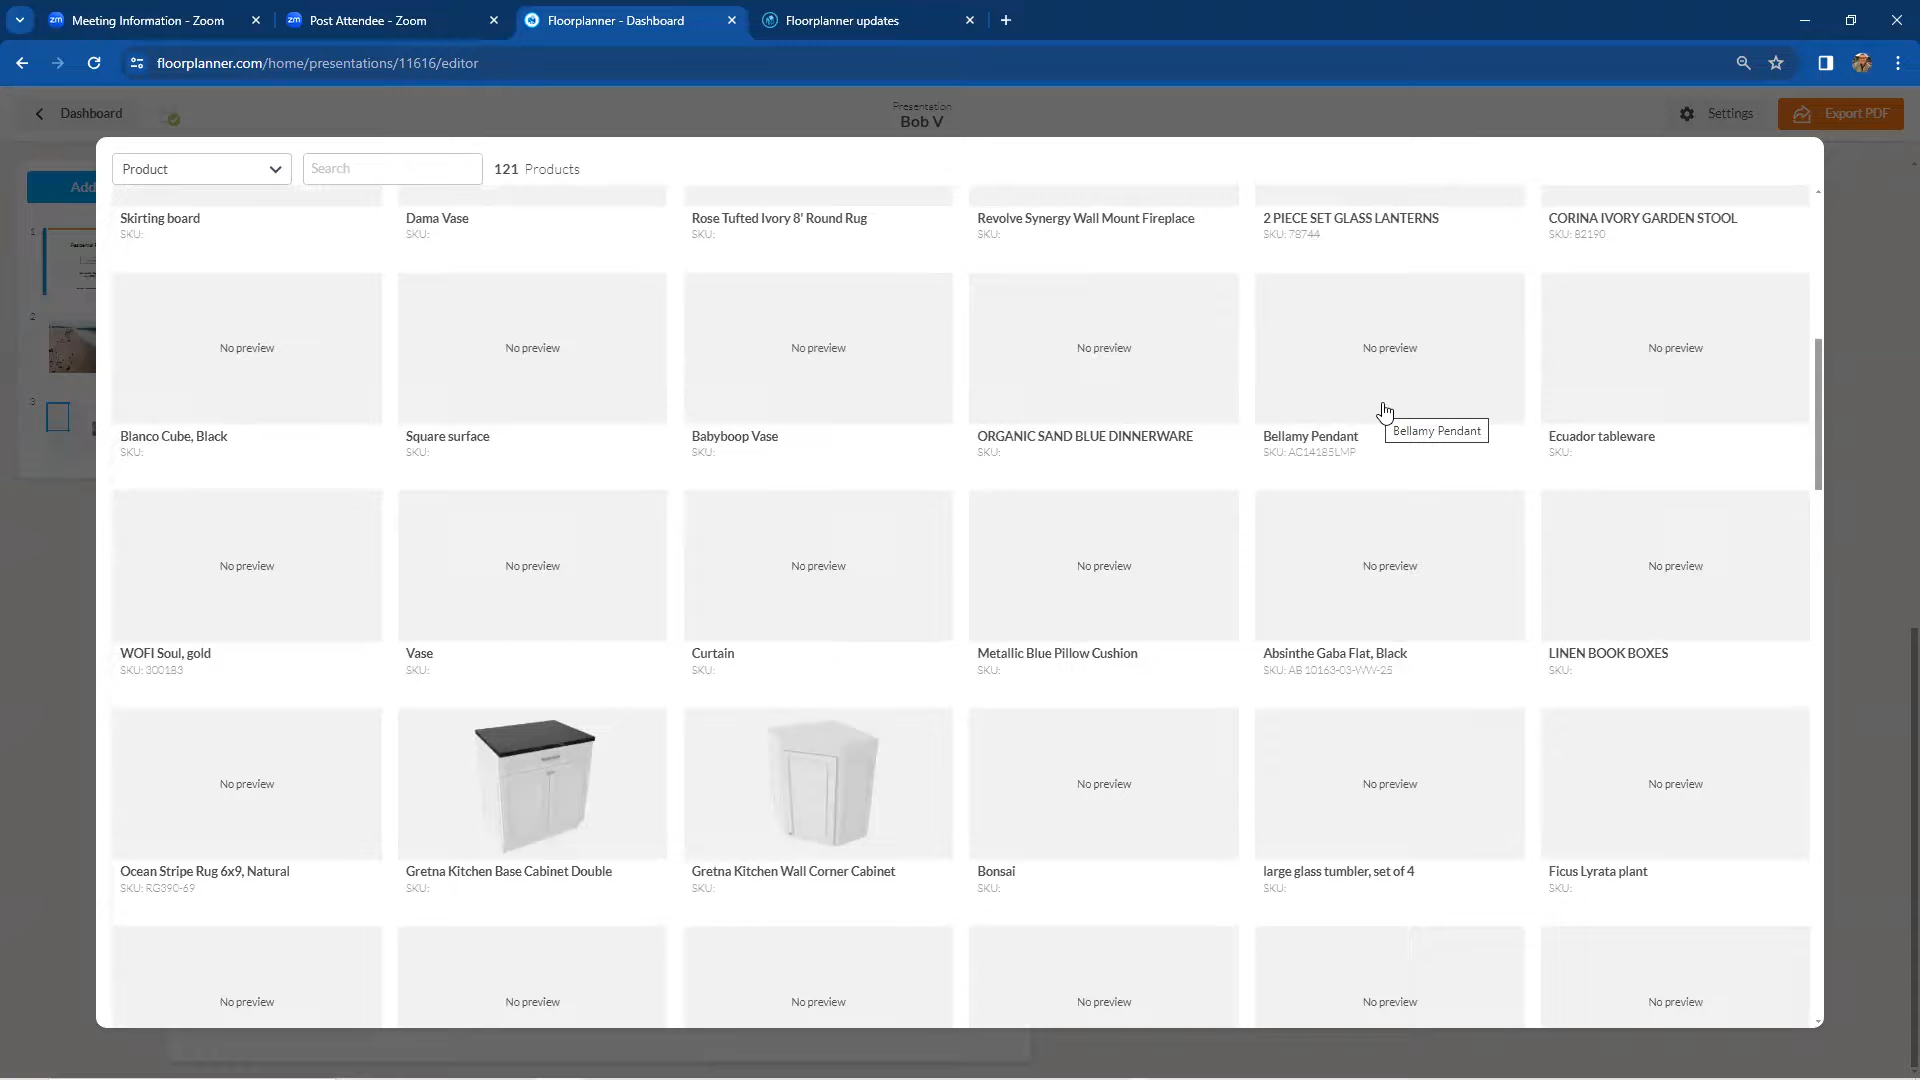 Meeting Information - Zoom
Post Attendee - Zoom
Floorplanner - Dashboard
Floorplanner updates
floorplanner.com/home/presentations/11616/editor
Dashboard
Presentation
Bob V
Settings
Export PDF
Add
Product
Search
121 Products
Skirting board
SKU:
Dama Vase
SKU:
Rose Tufted Ivory 8' Round Rug
SKU:
Revolve Synergy Wall Mount Fireplace
SKU:
2 PIECE SET GLASS LANTERNS
SKU: 78744
CORINA IVORY GARDEN STOOL
SKU: 82190
1
2
3
No preview
Blanco Cube, Black
SKU:
No preview
Square surface
SKU:
No preview
Babyboop Vase
SKU:
No preview
ORGANIC SAND BLUE DINNERWARE
SKU:
No preview
Bellamy Pendant
SKU: AC14185LMP
Bellamy Pendant
No preview
Ecuador tableware
SKU:
No preview
WOFI Soul, gold
SKU: 300183
No preview
Vase
SKU:
No preview
Curtain
SKU:
No preview
Metallic Blue Pillow Cushion
SKU:
No preview
Absinthe Gaba Flat, Black
SKU: AB 10163-03-WW-25
No preview
LINEN BOOK BOXES
SKU:
No preview
Ocean Stripe Rug 6x9, Natural
SKU: RG390-69
Gretna Kitchen Base Cabinet Double
SKU:
Gretna Kitchen Wall Corner Cabinet
SKU:
No preview
Bonsai
SKU:
No preview
large glass tumbler, set of 4
SKU:
No preview
Ficus Lyrata plant
SKU:
No preview
No preview
No preview
No preview
No preview
No preview